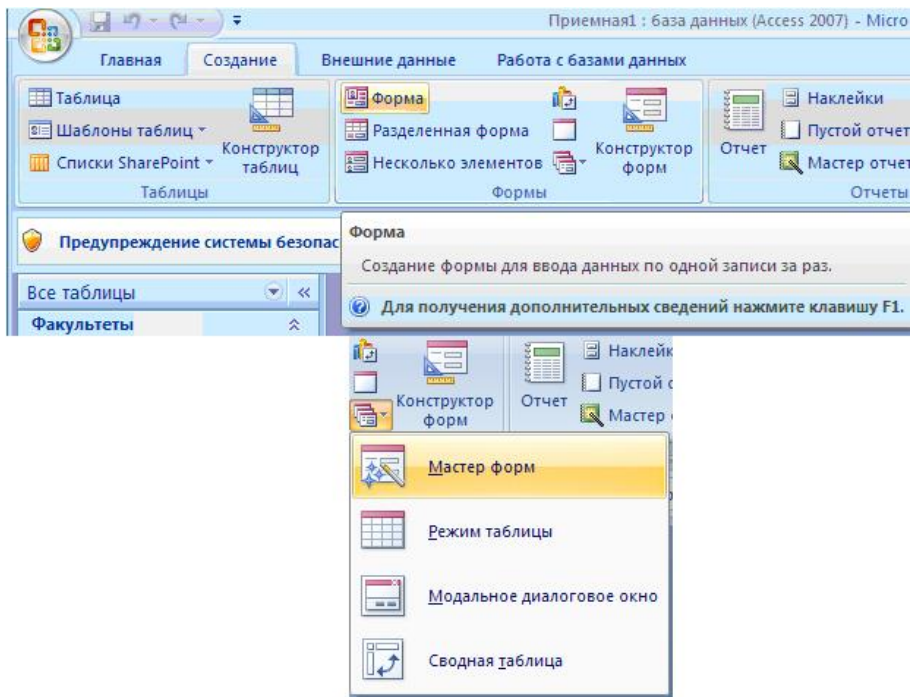 Приемная1 : база данных (Access 2007) - Micro
Главная Создание Внешние данные Работа с базами данных
Таблица
Шаблоны таблиц
Списки SharePoint
Конструктор
таблиц
Таблицы
Форма
Разделенная форма
Несколько элементов
Конструктор
форм
Формы
Отчет
Наклейки
Пустой отчет
Мастер отчет
Отчеты
Предупреждение системы безопас
Форма
Создание формы для ввода данных по одной записи за раз.
Для получения дополнительных сведений нажмите клавишу F1.
Все таблицы
Факультеты
Конструктор
форм
Отчет
Наклейк
Пустой о
Мастер
Мастер форм
Режим таблицы
Модальное диалоговое окно
Сводная таблица